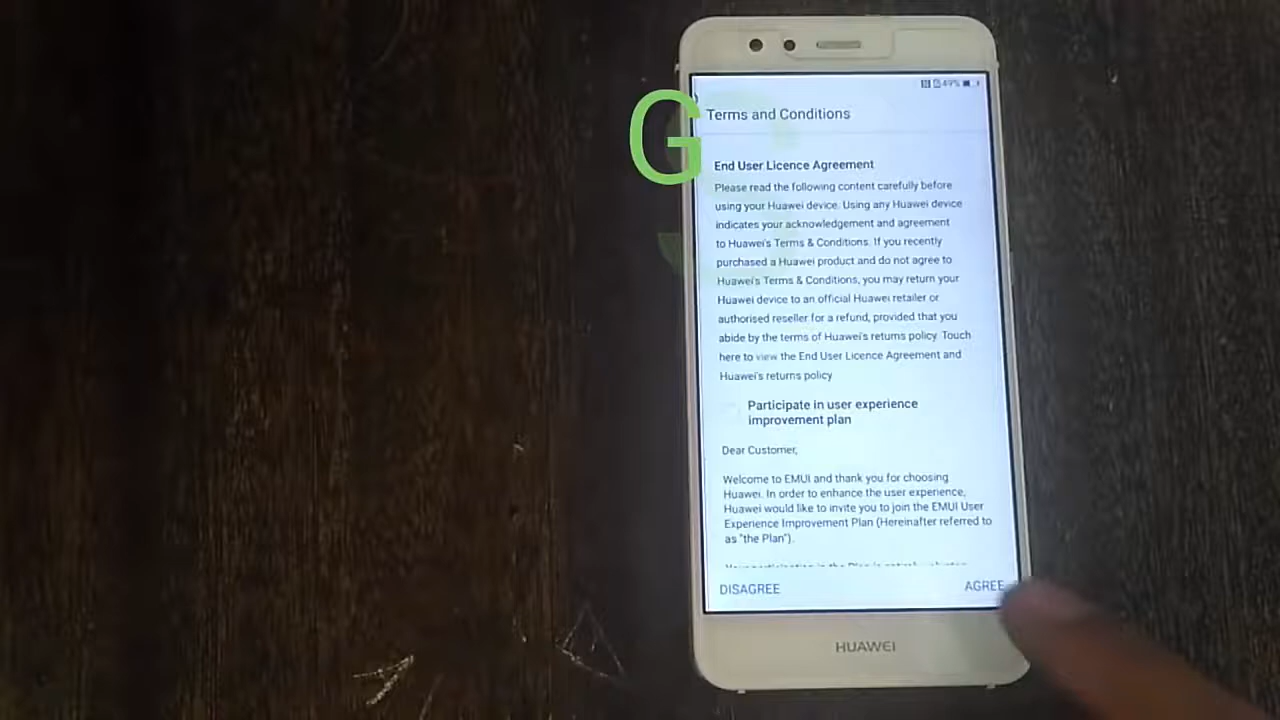 49%
Terms and Conditions
G
End User Licence Agreement
Please read the following content carefully before
using your Huawei device. Using any Huawei device
indicates your acknowledgement and agreement
to Huawei's Terms & Conditions. If you recently
purchased a Huawei product and do not agree to
Huawei's Terms & Conditions, you may return your
Huawei device to an official Huawei retailer or
authorised reseller for a refund, provided that you
abide by the terms of Huawei's returns policy. Touch
here to view the End User Licence Agreement and
Huawei's returns policy
Participate in user experience
improvement plan
Dear Customer,
Welcome to EMUI and thank you for choosing
Huawei. In order to enhance the user experience,
Huawei would like to invite you to join the EMUI User
Experience Improvement Plan (Hereinafter referred to
as "the Plan").
DISAGREE
AGREE
HUAWEI